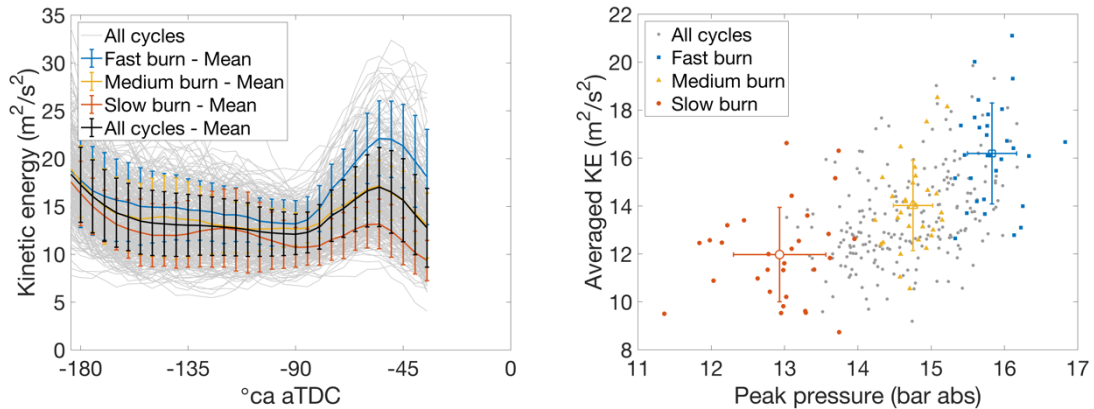 35
30
25
20
15
10
5
0
Kinetic energy (m²/s²)
All cycles
Fast burn - Mean
Medium burn - Mean
Slow burn - Mean
All cycles - Mean
-180 -135 -90 -45 0
°ca aTDC
22
20
18
16
14
12
10
8
Averaged KE (m²/s²)
All cycles
Fast burn
Medium burn
Slow burn
11 12 13 14 15 16 17
Peak pressure (bar abs)